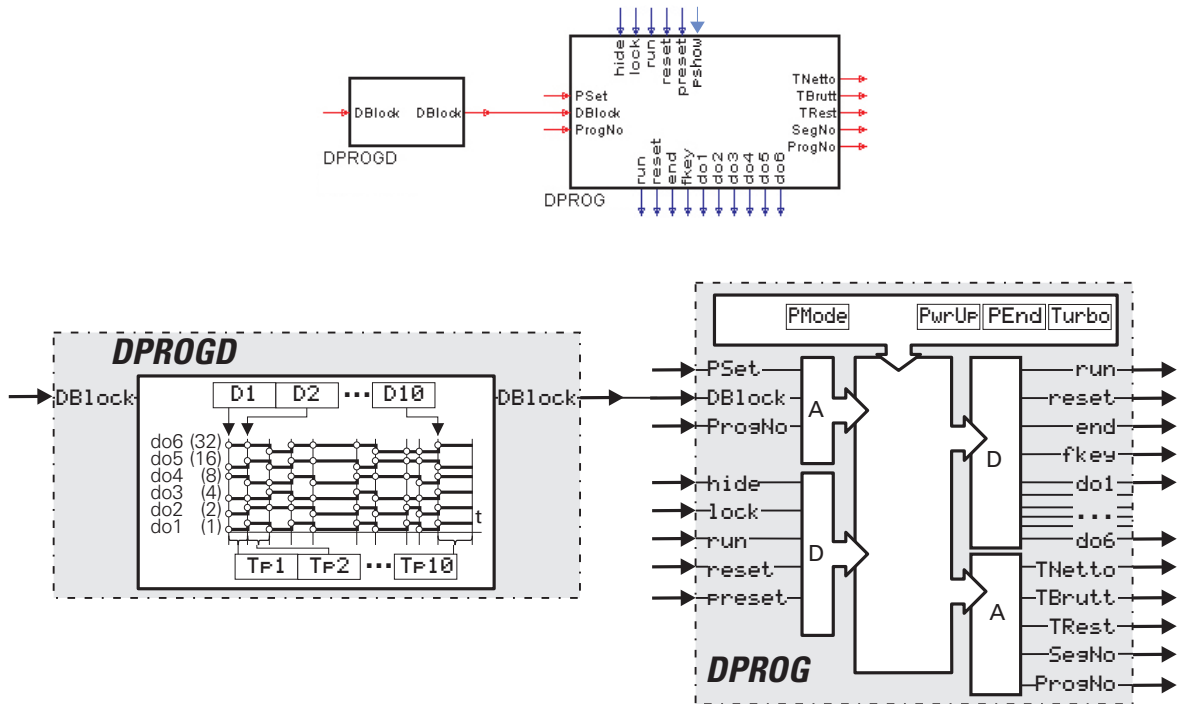 hide
lock
run
reset
preset
pshow
DBlock DBlock
DPROGD
PSet
DBlock
ProgNo
TNetto
TBrutt
TRest
SegNo
ProgNo
run
reset
end
fkey
do1
do2
do3
do4
do5
do6
DPROG
DPROGD
DBlock
D1 D2 ... D10
do6 (32)
do5 (16)
do4 (8)
do3 (4)
do2 (2)
do1 (1)
t
Tp1 Tp2 ... Tp10
DBlock
PMode PwrUp PEnd Turbo
PSet
DBlock
ProgNo
A
hide
lock
run
reset
preset
D
run
reset
end
fkey
do1
...
do6
D
TNetto
TBrutt
TRest
SegNo
ProgNo
A
DPROG